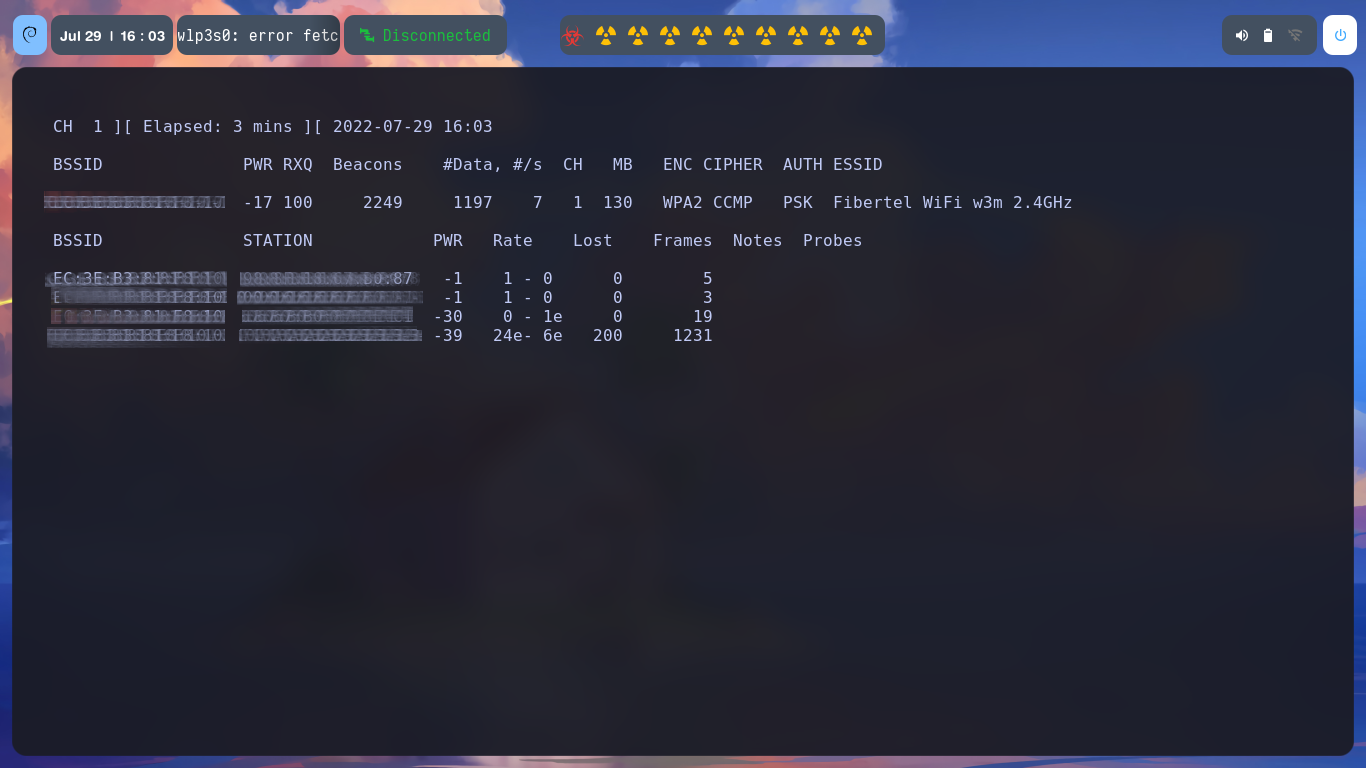 Jul 29 | 16 : 03
wlp3s0: error fetc
Disconnected
CH  1 ][ Elapsed: 3 mins ][ 2022-07-29 16:03
BSSID              PWR RXQ  Beacons    #Data, #/s  CH   MB   ENC CIPHER  AUTH ESSID
-17 100     2249     1197    7   1  130   WPA2 CCMP   PSK  Fibertel WiFi w3m 2.4GHz
BSSID              STATION            PWR   Rate    Lost    Frames  Notes  Probes
-1    1 - 0      0        5
-1    1 - 0      0        3
-30    0 - 1e     0       19
-39   24e- 6e   200     1231